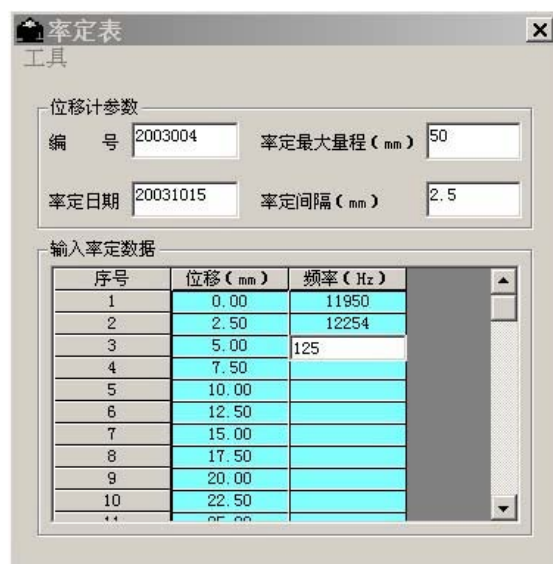 率定表
工具
位移计参数
编 号 2003004 率定最大量程(mm) 50
率定日期 20031015 率定间隔(mm) 2.5
输入率定数据
序号 位移(mm) 频率(Hz)
1 0.00 11950
2 2.50 12254
3 5.00 125
4 7.50
5 10.00
6 12.50
7 15.00
8 17.50
9 20.00
10 22.50